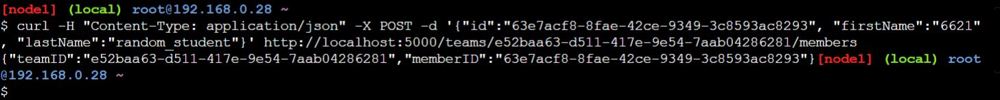 [node1] (local) root@192.168.0.28 ~
$ curl -H "Content-Type: application/json" -X POST -d '{"id":"63e7acf8-8fae-42ce-9349-3c8593ac8293", "firstName":"6621"
, "lastName":"random_student"}' http://localhost:5000/teams/e52baa63-d511-417e-9e54-7aab04286281/members
{"teamID":"e52baa63-d511-417e-9e54-7aab04286281","memberID":"63e7acf8-8fae-42ce-9349-3c8593ac8293"}[node1] (local) root
@192.168.0.28 ~
$